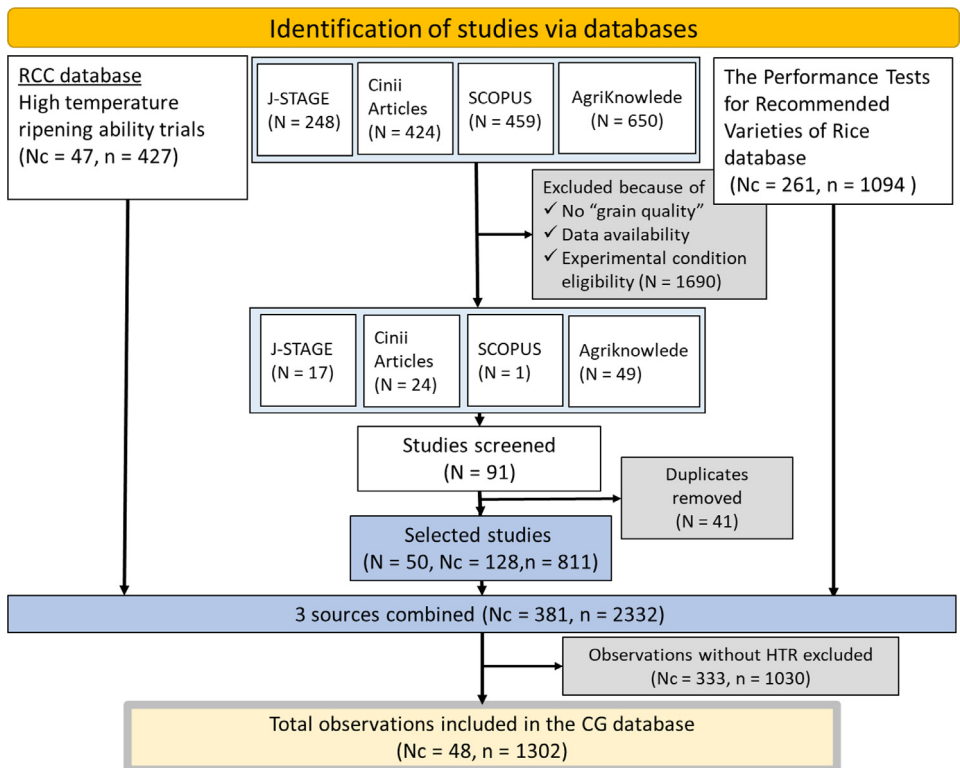 Identification of studies via databases
RCC database
High temperature
ripening ability trials
(Nc = 47, n = 427)
J-STAGE
(N = 248)
Cinii
Articles
(N = 424)
SCOPUS
(N = 459)
AgriKnowlede
(N = 650)
The Performance Tests
for Recommended
Varieties of Rice
database
(Nc = 261, n = 1094 )
Excluded because of
✓ No “grain quality”
✓ Data availability
✓ Experimental condition
eligibility (N = 1690)
J-STAGE
(N = 17)
Cinii
Articles
(N = 24)
SCOPUS
(N = 1)
Agriknowlede
(N = 49)
Studies screened
(N = 91)
Duplicates
removed
(N = 41)
Selected studies
(N = 50, Nc = 128,n = 811)
3 sources combined (Nc = 381, n = 2332)
Observations without HTR excluded
(Nc = 333, n = 1030)
Total observations included in the CG database
(Nc = 48, n = 1302)